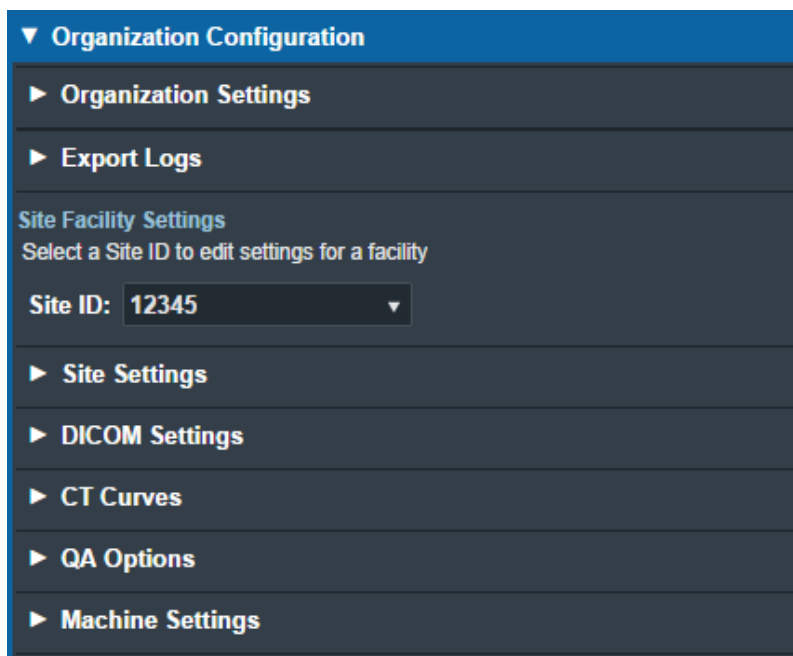 Organization Configuration
Organization Settings
Export Logs
Site Facility Settings
Select a Site ID to edit settings for a facility
Site ID: 12345
Site Settings
DICOM Settings
CT Curves
QA Options
Machine Settings